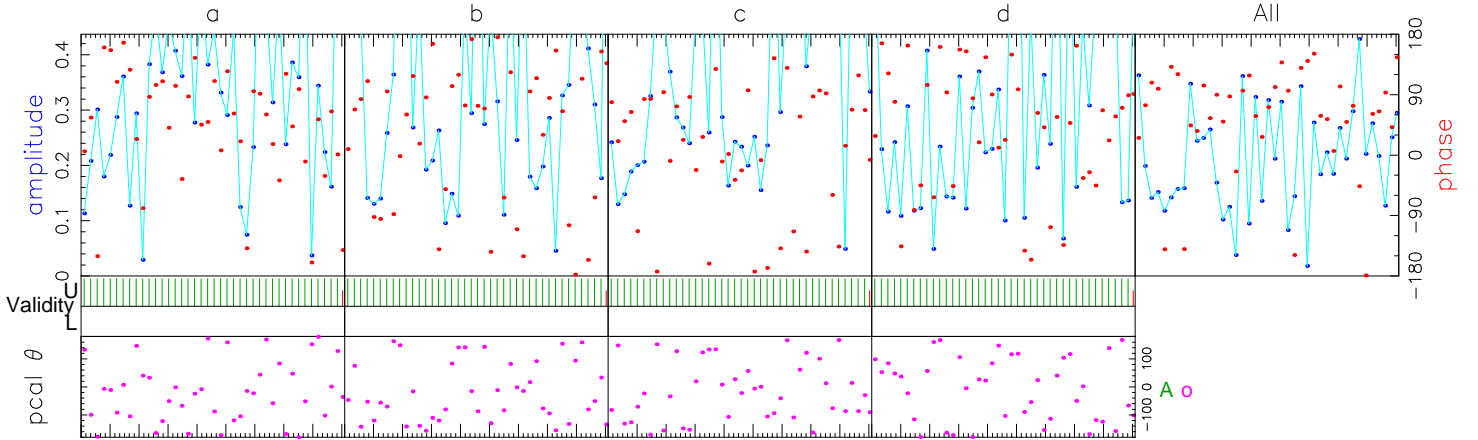 a b c d All
0.4 0.3 0.2 0.1 0
amplitude
180 90 0 -90 -180
phase
U
Validity
L
pcal θ
100 0 -100
A o